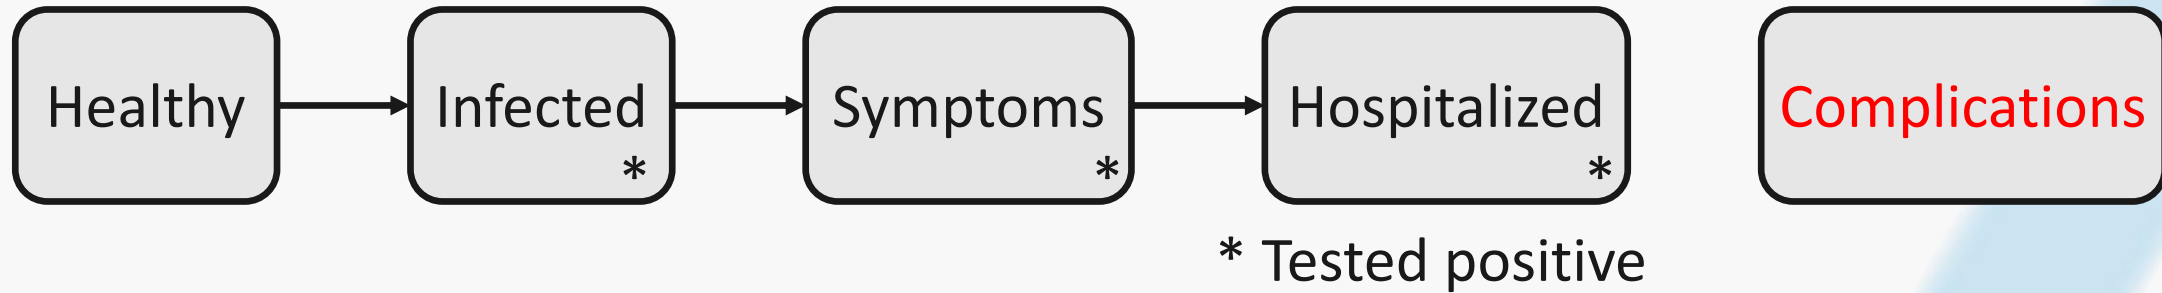 Healthy Infected Symptoms Hospitalized Complications
* * *
* Tested positive